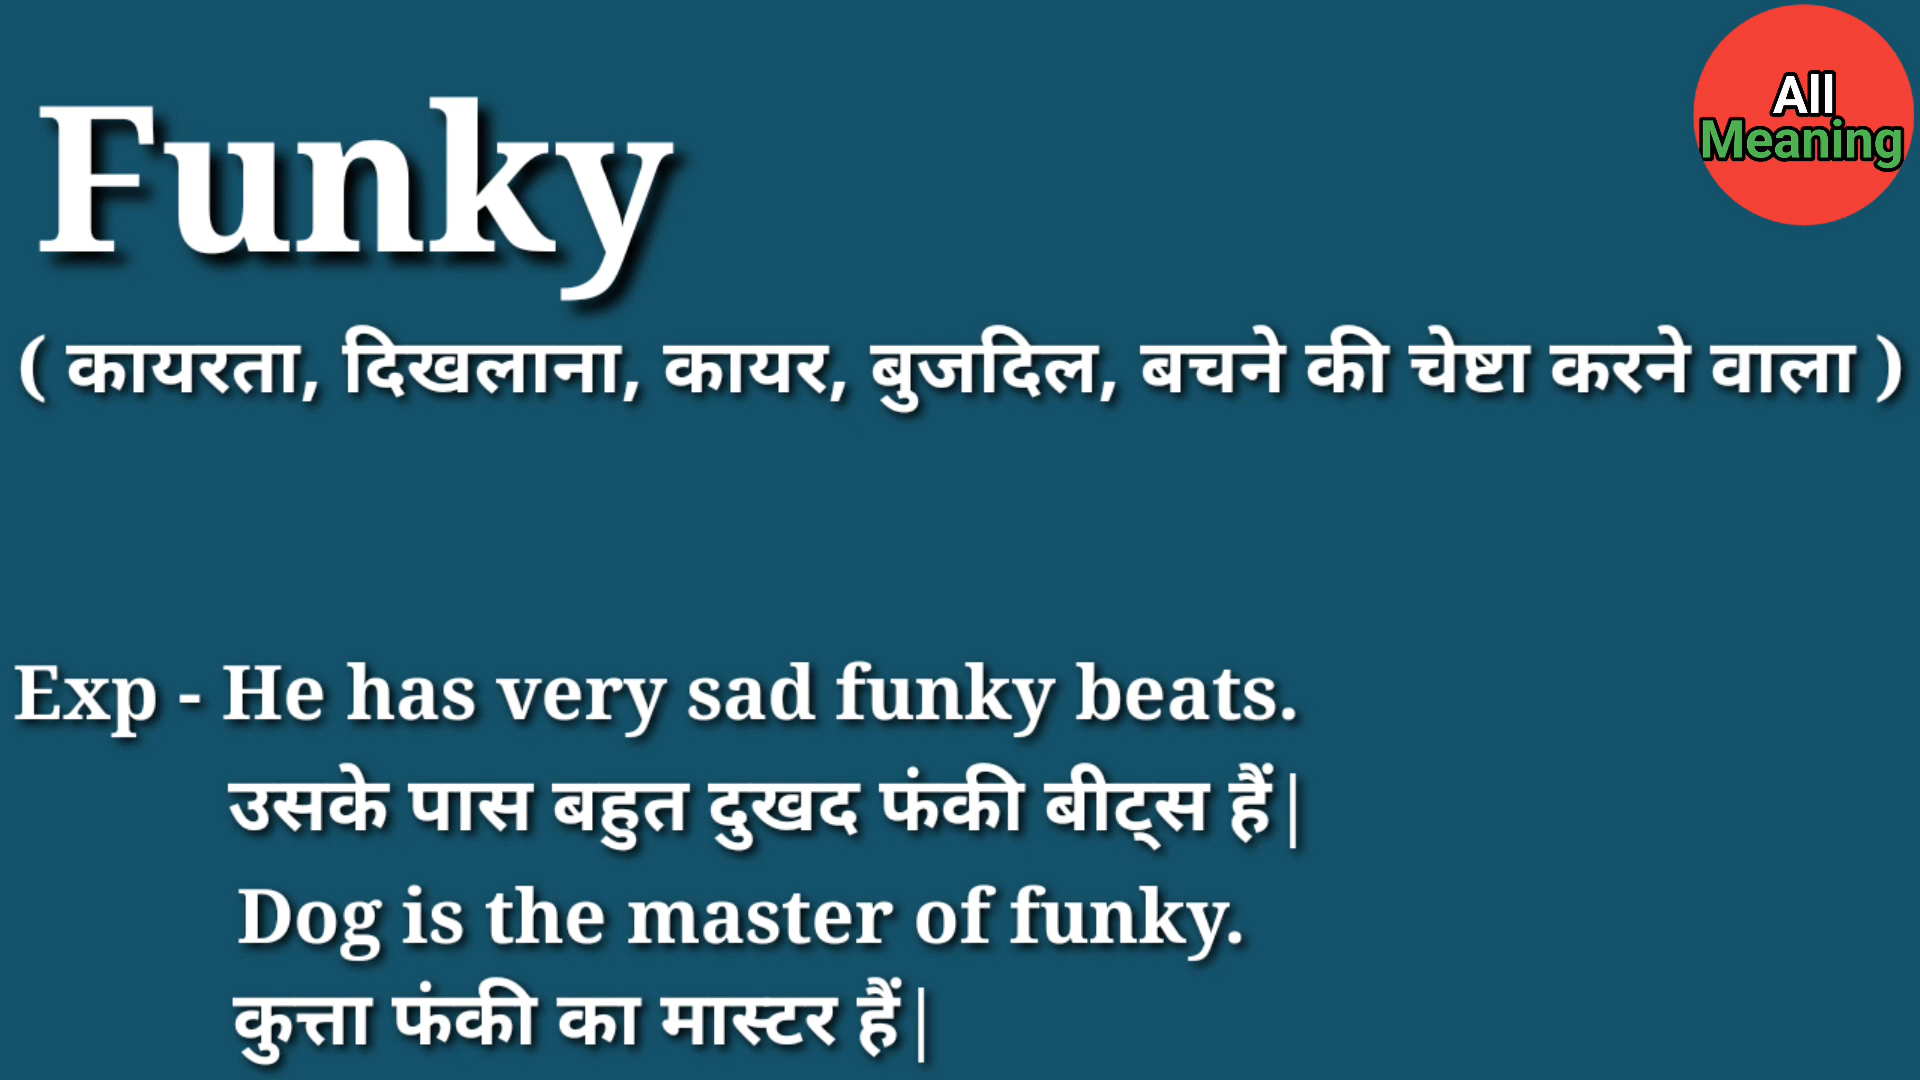 All
Meaning
Funky
( कायरता, दिखलाना, कायर, बुजदिल, बचने की चेष्टा करने वाला )
Exp - He has very sad funky beats.
उसके पास बहुत दुखद फंकी बीट्स हैं|
Dog is the master of funky.
कुत्ता फंकी का मास्टर हैं|